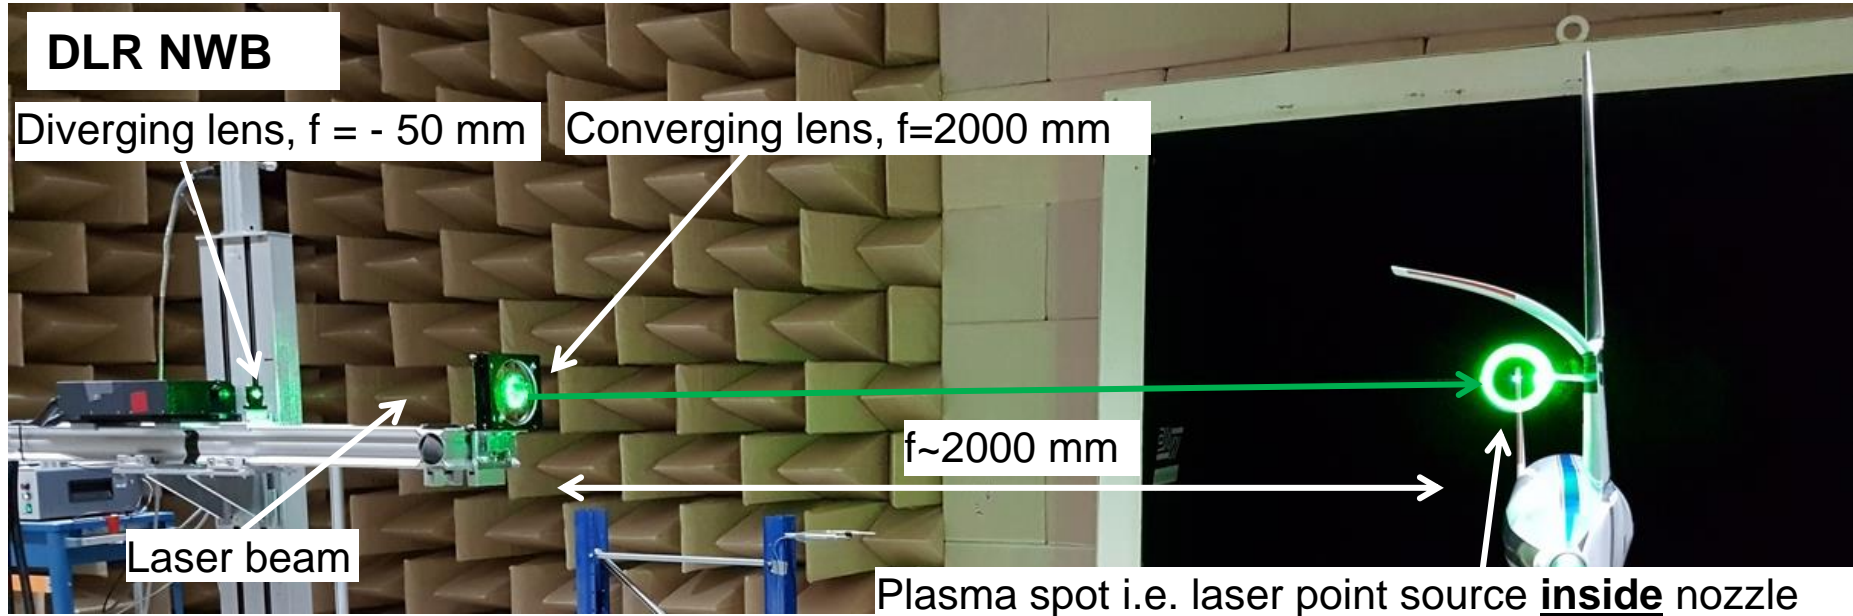 DLR NWB
Diverging lens, f = - 50 mm
Converging lens, f=2000 mm
f~2000 mm
Laser beam
Plasma spot i.e. laser point source inside nozzle